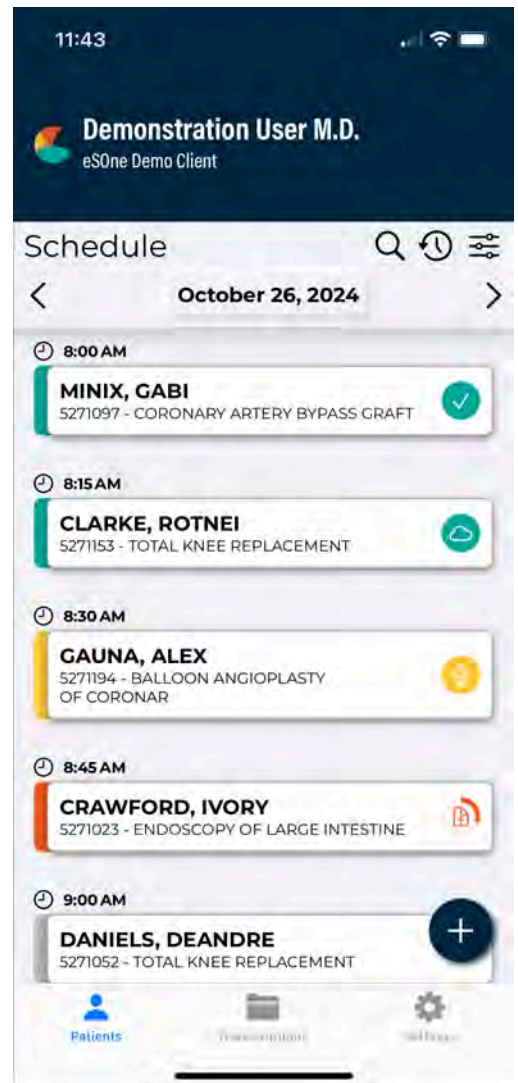 11:43
Demonstration User M.D.
eSOne Demo Client
Schedule
October 26, 2024
8:00 AM
MINIX, GABI
5271097 - CORONARY ARTERY BYPASS GRAFT
8:15 AM
CLARKE, ROTNEI
5271153 - TOTAL KNEE REPLACEMENT
8:30 AM
GAUNA, ALEX
5271194 - BALLOON ANGIOPLASTY
OF CORONAR
8:45 AM
CRAWFORD, IVORY
5271023 - ENDOSCOPY OF LARGE INTESTINE
9:00 AM
DANIELS, DEANDRE
5271052 - TOTAL KNEE REPLACEMENT
Patients